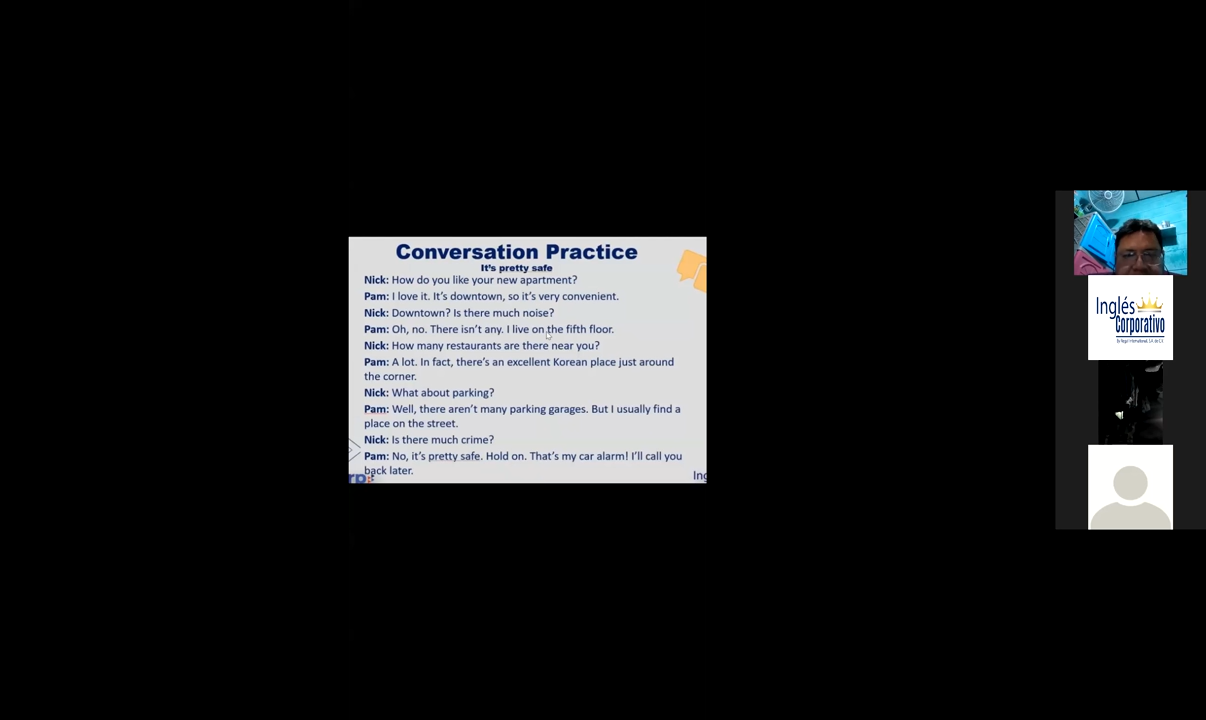 Conversation Practice
It's pretty safe
Nick: How do you like your new apartment?
Pam: I love it. It's downtown, so it's very convenient.
Nick: Downtown? Is there much noise?
Pam: Oh, no. There isn't any. I live on the fifth floor.
Nick: How many restaurants are there near you?
Pam: A lot. In fact, there's an excellent Korean place just around
the corner.
Nick: What about parking?
Pam: Well, there aren't many parking garages. But I usually find a
place on the street.
Nick: Is there much crime?
Pam: No, it's pretty safe. Hold on. That's my car alarm! I'll call you
back later.
Ing
Inglés
Corporativo